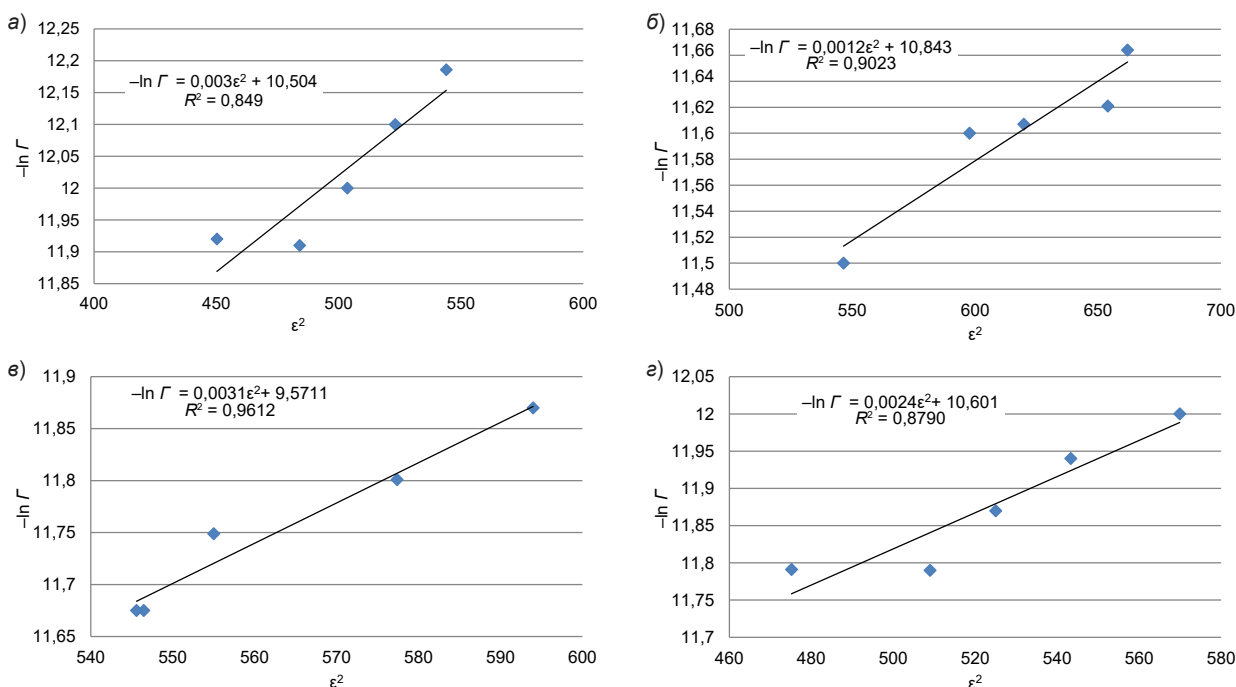 а)
12,25
12,2
12,15
12,1
12,05
12
11,95
11,9
11,85
–ln Г
–ln Г = 0,003ε² + 10,504
R² = 0,849
400 450 500 550 600
ε²
б)
11,68
11,66
11,64
11,62
11,6
11,58
11,56
11,54
11,52
11,5
11,48
–ln Г
–ln Г = 0,0012ε² + 10,843
R² = 0,9023
500 550 600 650 700
ε²
в)
11,9
11,85
11,8
11,75
11,7
11,65
–ln Г
–ln Г = 0,0031ε²+ 9,5711
R² = 0,9612
540 550 560 570 580 590 600
ε²
г)
12,05
12
11,95
11,9
11,85
11,8
11,75
11,7
–ln Г
–ln Г = 0,0024ε²+ 10,601
R² = 0,8790
460 480 500 520 540 560 580
ε²